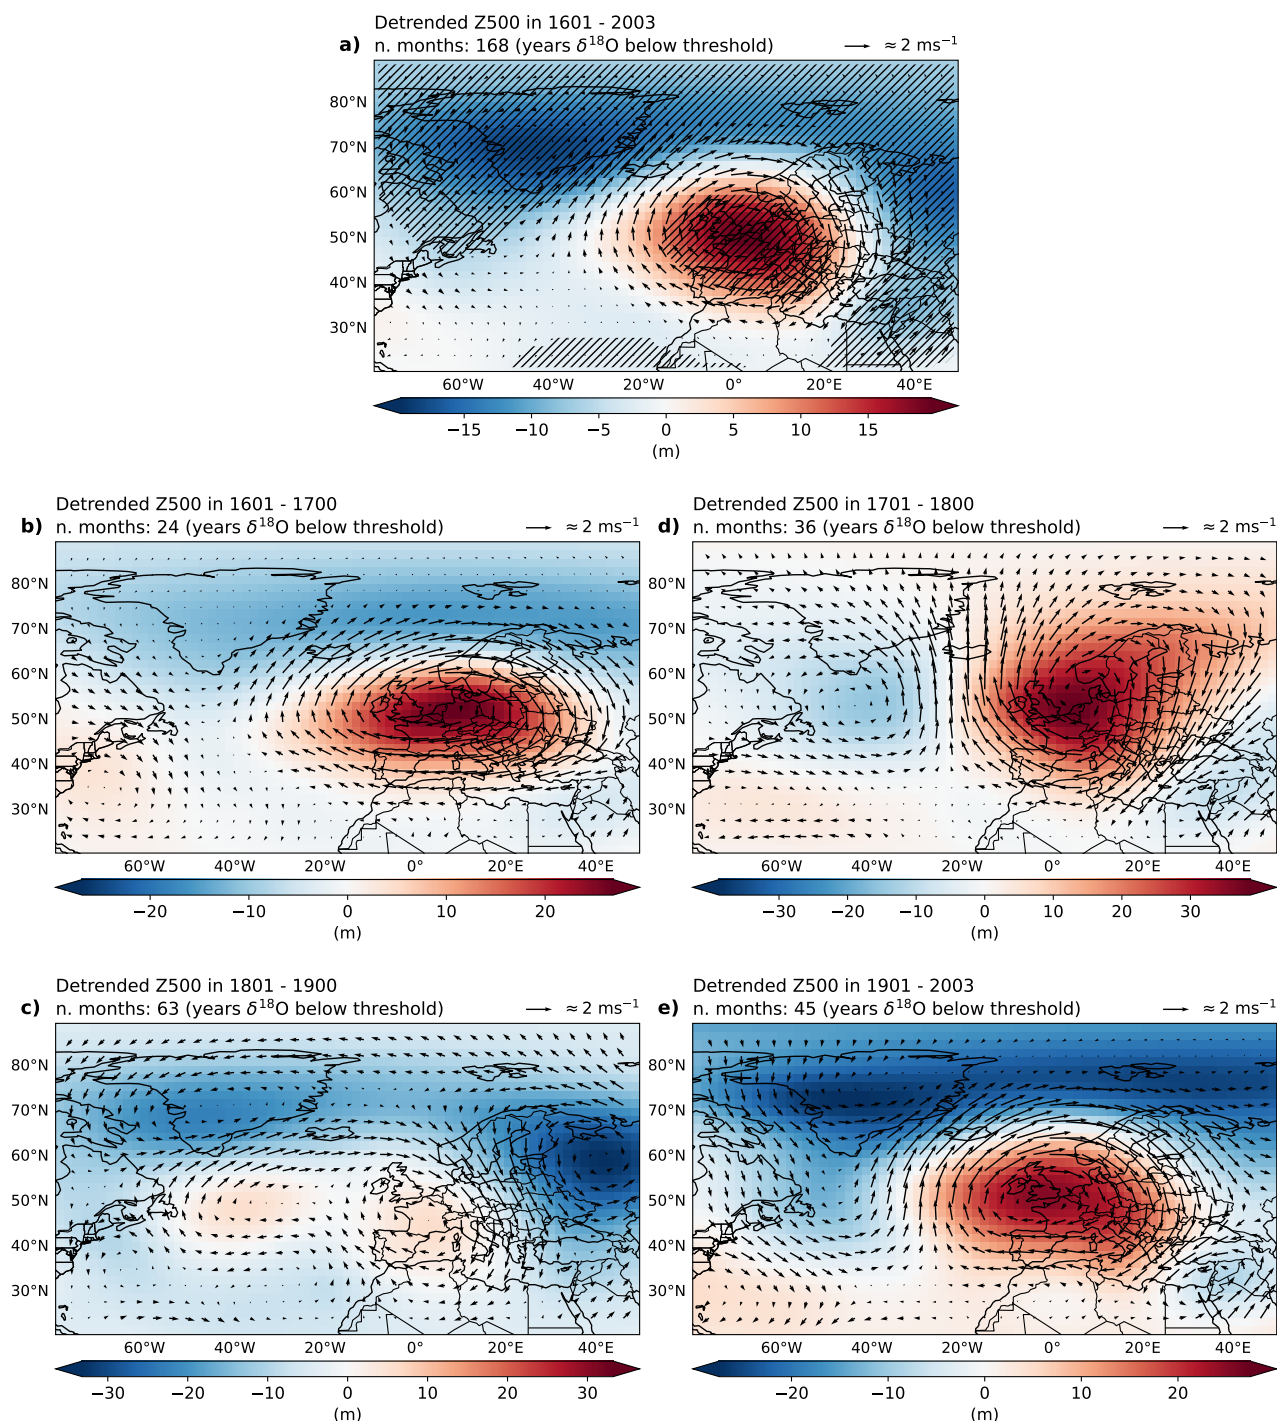 Detrended Z500 in 1601 - 2003
a) n. months: 168 (years δ¹⁸O below threshold) ≈ 2 ms⁻¹
80°N
70°N
60°N
50°N
40°N
30°N
60°W 40°W 20°W 0° 20°E 40°E
−15 −10 −5 0 5 10 15
(m)
Detrended Z500 in 1601 - 1700
b) n. months: 24 (years δ¹⁸O below threshold) ≈ 2 ms⁻¹
80°N
70°N
60°N
50°N
40°N
30°N
60°W 40°W 20°W 0° 20°E 40°E
−20 −10 0 10 20
(m)
Detrended Z500 in 1701 - 1800
d) n. months: 36 (years δ¹⁸O below threshold) ≈ 2 ms⁻¹
80°N
70°N
60°N
50°N
40°N
30°N
60°W 40°W 20°W 0° 20°E 40°E
−30 −20 −10 0 10 20 30
(m)
Detrended Z500 in 1801 - 1900
c) n. months: 63 (years δ¹⁸O below threshold) ≈ 2 ms⁻¹
80°N
70°N
60°N
50°N
40°N
30°N
60°W 40°W 20°W 0° 20°E 40°E
−30 −20 −10 0 10 20 30
(m)
Detrended Z500 in 1901 - 2003
e) n. months: 45 (years δ¹⁸O below threshold) ≈ 2 ms⁻¹
80°N
70°N
60°N
50°N
40°N
30°N
60°W 40°W 20°W 0° 20°E 40°E
−20 −10 0 10 20
(m)